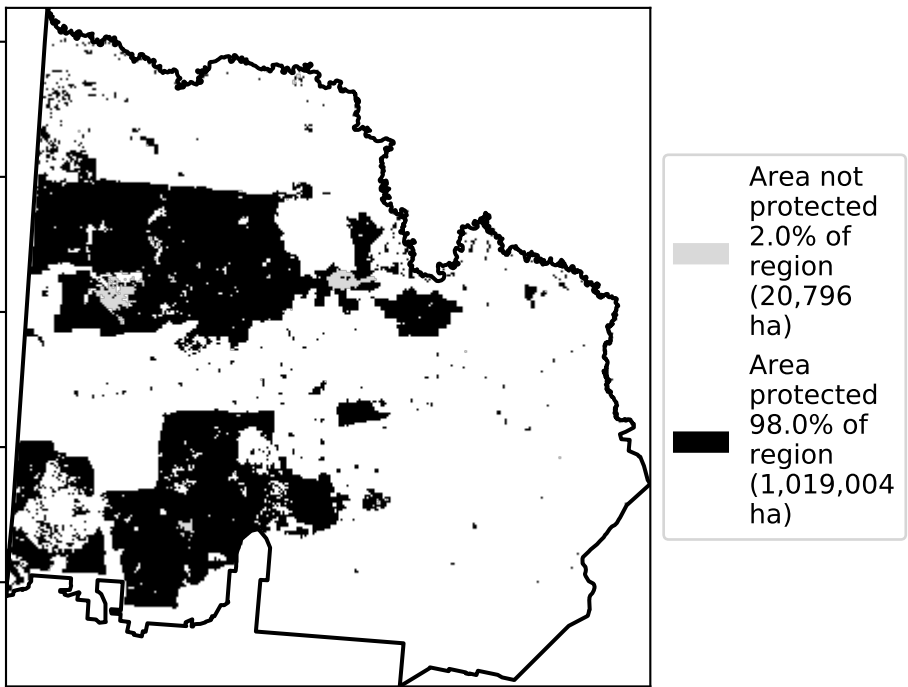 Area not
protected
2.0% of
region
(20,796
ha)
Area
protected
98.0% of
region
(1,019,004
ha)